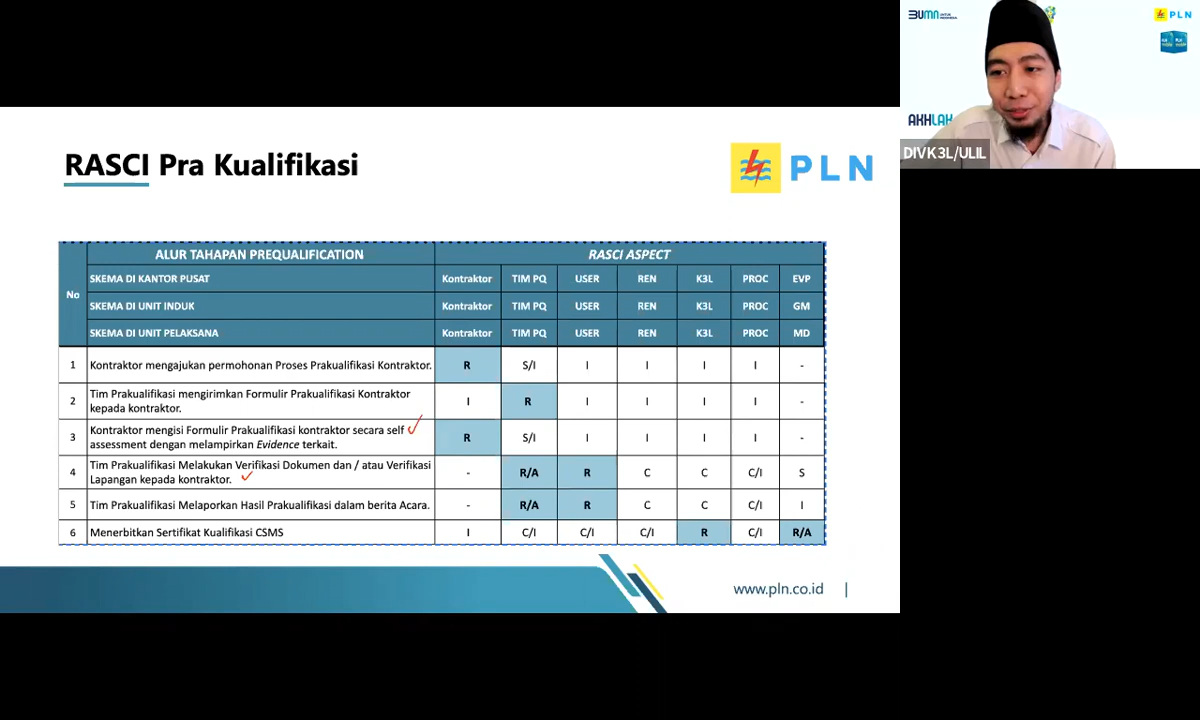 BUMN UNTUK INDONESIA
PLN
AKHLAK
DIVK3L/ULIL
RASCI Pra Kualifikasi
PLN
No
ALUR TAHAPAN PREQUALIFICATION RASCI ASPECT
SKEMA DI KANTOR PUSAT Kontraktor TIM PQ USER REN K3L PROC EVP
SKEMA DI UNIT INDUK Kontraktor TIM PQ USER REN K3L PROC GM
SKEMA DI UNIT PELAKSANA Kontraktor TIM PQ USER REN K3L PROC MD
1 Kontraktor mengajukan permohonan Proses Prakualifikasi Kontraktor. R S/I I I I I -
2 Tim Prakualifikasi mengirimkan Formulir Prakualifikasi Kontraktor
kepada kontraktor. I R I I I I -
3 Kontraktor mengisi Formulir Prakualifikasi kontraktor secara self
assessment dengan melampirkan Evidence terkait. R S/I I I I I -
4 Tim Prakualifikasi Melakukan Verifikasi Dokumen dan / atau Verifikasi
Lapangan kepada kontraktor. - R/A R C C C/I S
5 Tim Prakualifikasi Melaporkan Hasil Prakualifikasi dalam berita Acara. - R/A R C C C/I I
6 Menerbitkan Sertifikat Kualifikasi CSMS I C/I C/I C/I R C/I R/A
www.pln.co.id |